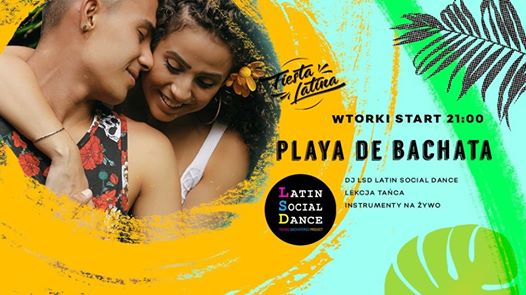 Fiesta
Latina
WTORKI START 21:00
PLAYA DE BACHATA
DJ LSD LATIN SOCIAL DANCE
LEKCJA TAŃCA
INSTRUMENTY NA ŻYWO
LATIN
SOCIAL
DANCE